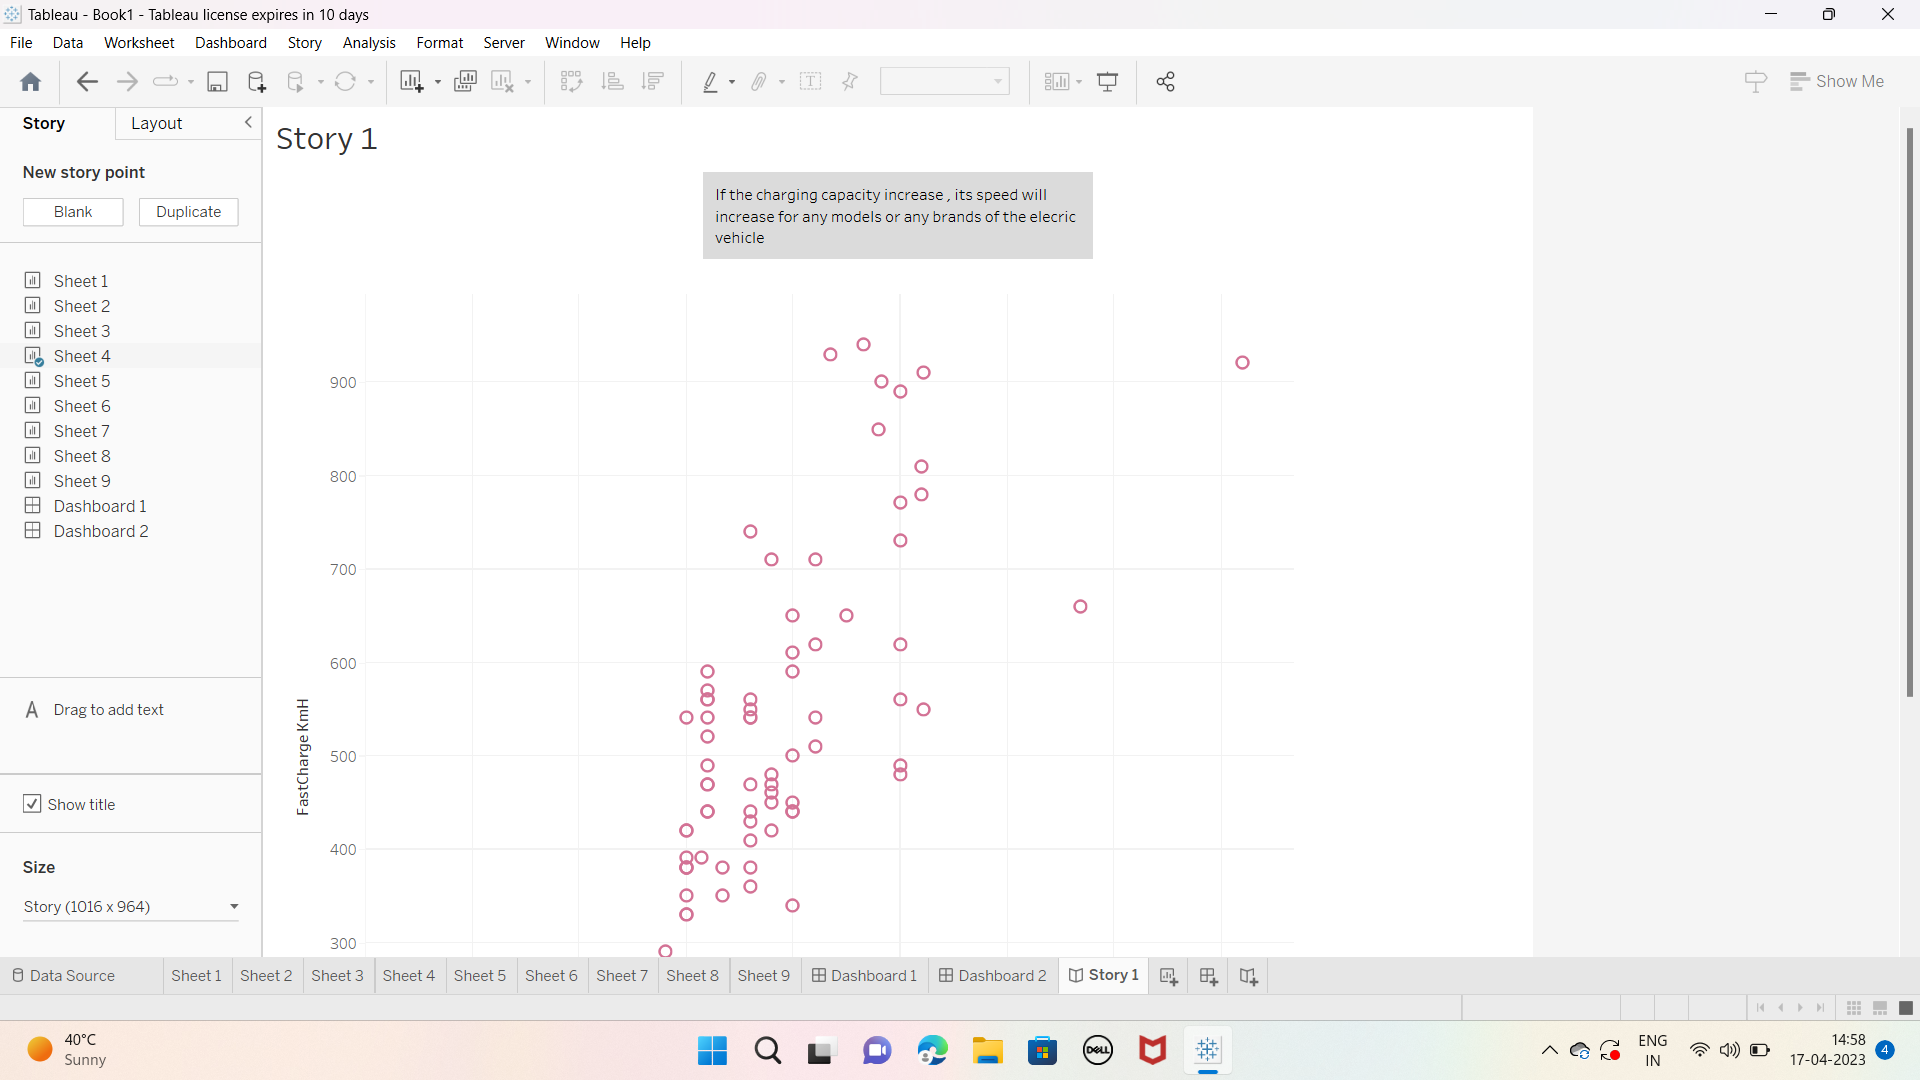 Tableau - Book1 - Tableau license expires in 10 days
File Data Worksheet Dashboard Story Analysis Format Server Window Help
Show Me
Story Layout
New story point
Blank Duplicate
Sheet 1
Sheet 2
Sheet 3
Sheet 4
Sheet 5
Sheet 6
Sheet 7
Sheet 8
Sheet 9
Dashboard 1
Dashboard 2
Drag to add text
Show title
Size
Story (1016 x 964)
Story 1
If the charging capacity increase , its speed will
increase for any models or any brands of the elecric
vehicle
900
800
700
600
500
400
300
FastCharge KmH
Data Source Sheet 1 Sheet 2 Sheet 3 Sheet 4 Sheet 5 Sheet 6 Sheet 7 Sheet 8 Sheet 9 Dashboard 1 Dashboard 2 Story 1
40°C
Sunny
DELL
ENG
IN
14:58
17-04-2023
4